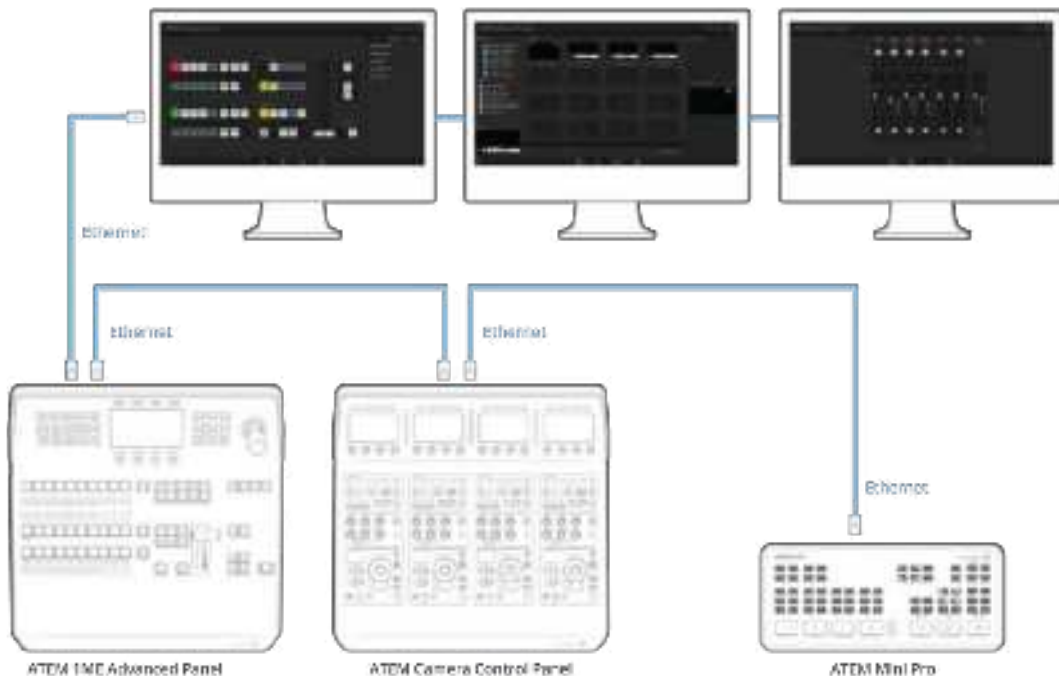 Ethernet
Ethernet
Ethernet
Ethernet
ATEM 1ME Advanced Panel
ATEM Camera Control Panel
ATEM Mini Pro